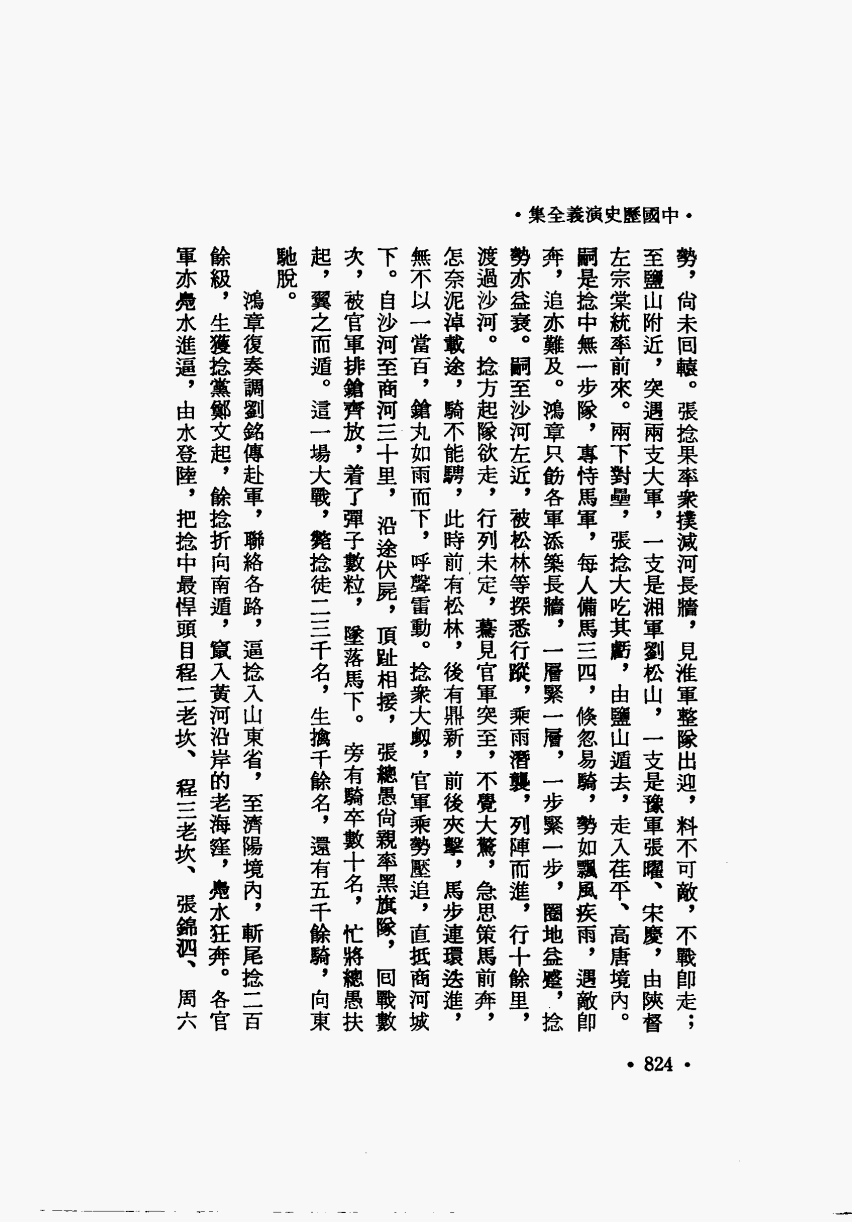 •中國歷史演義全集•
勢，尙未回轅。張捻果率衆撲減河長牆，見淮軍整隊出迎，料不可敵，不戰卽走；
至鹽山附近，突遇兩支大軍，一支是湘軍劉松山，一支是豫軍張曜、宋慶，由陝督
左宗棠統率前來。兩下對壘，張捻大吃其虧，由鹽山遁去，走入茌平、高唐境內。
嗣是捻中無一步隊，專恃馬軍，每人備馬三四，倏忽易騎，勢如飄風疾雨，遇敵卽
奔，追亦難及。鴻章只飭各軍添築長牆，一層緊一層，一步緊一步，圈地益蹙，捻
勢亦益衰。嗣至沙河左近，被松林等探悉行蹤，乘雨潛襲，列陣而進，行十餘里，
渡過沙河。捻方起隊欲走，行列未定，驀見官軍突至，不覺大驚，急思策馬前奔，
怎奈泥淖載途，騎不能騁，此時前有松林，後有鼎新，前後夾擊，馬步連環迭進，
無不以一當百，鎗丸如雨而下，呼聲雷動。捻衆大衂，官軍乘勢壓追，直抵商河城
下。自沙河至商河三十里，沿途伏屍，頂趾相接，張總愚尙親率黑旗隊，回戰數
次，被官軍排鎗齊放，着了彈子數粒，墜落馬下。旁有騎卒數十名，忙將總愚扶
起，翼之而遁。這一場大戰，斃捻徒二三千名，生擒千餘名，還有五千餘騎，向東
馳脫。
鴻章復奏調劉銘傳赴軍，聯絡各路，逼捻入山東省，至濟陽境內，斬尾捻二百
餘級，生獲捻黨鄭文起，餘捻折向南遁，竄入黃河沿岸的老海窪，鳧水狂奔。各官
軍亦鳧水進逼，由水登陸，把捻中最悍頭目程二老坎、程三老坎、張錦泗、周六
•824•